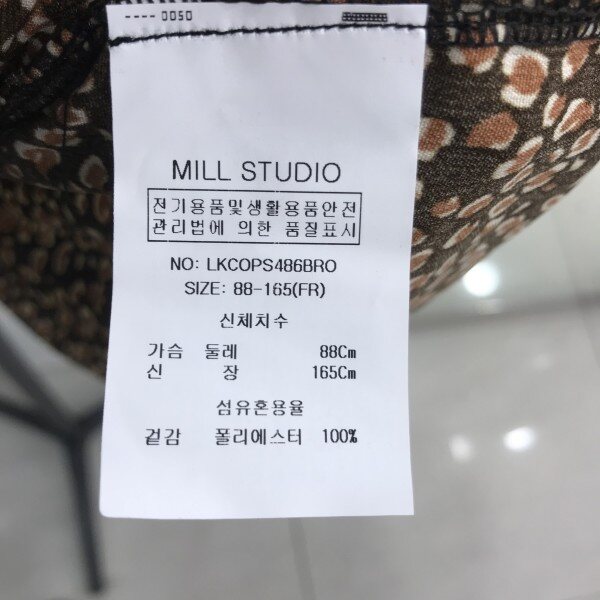 ---- 0050
MILL STUDIO
전기용품및생활용품안전
관리법에 의한 품질표시
NO: LKCOPS486BRO
SIZE: 88-165(FR)
신체치수
가슴 둘레 88Cm
신 장 165Cm
섬유혼용율
겉감 폴리에스터 100%